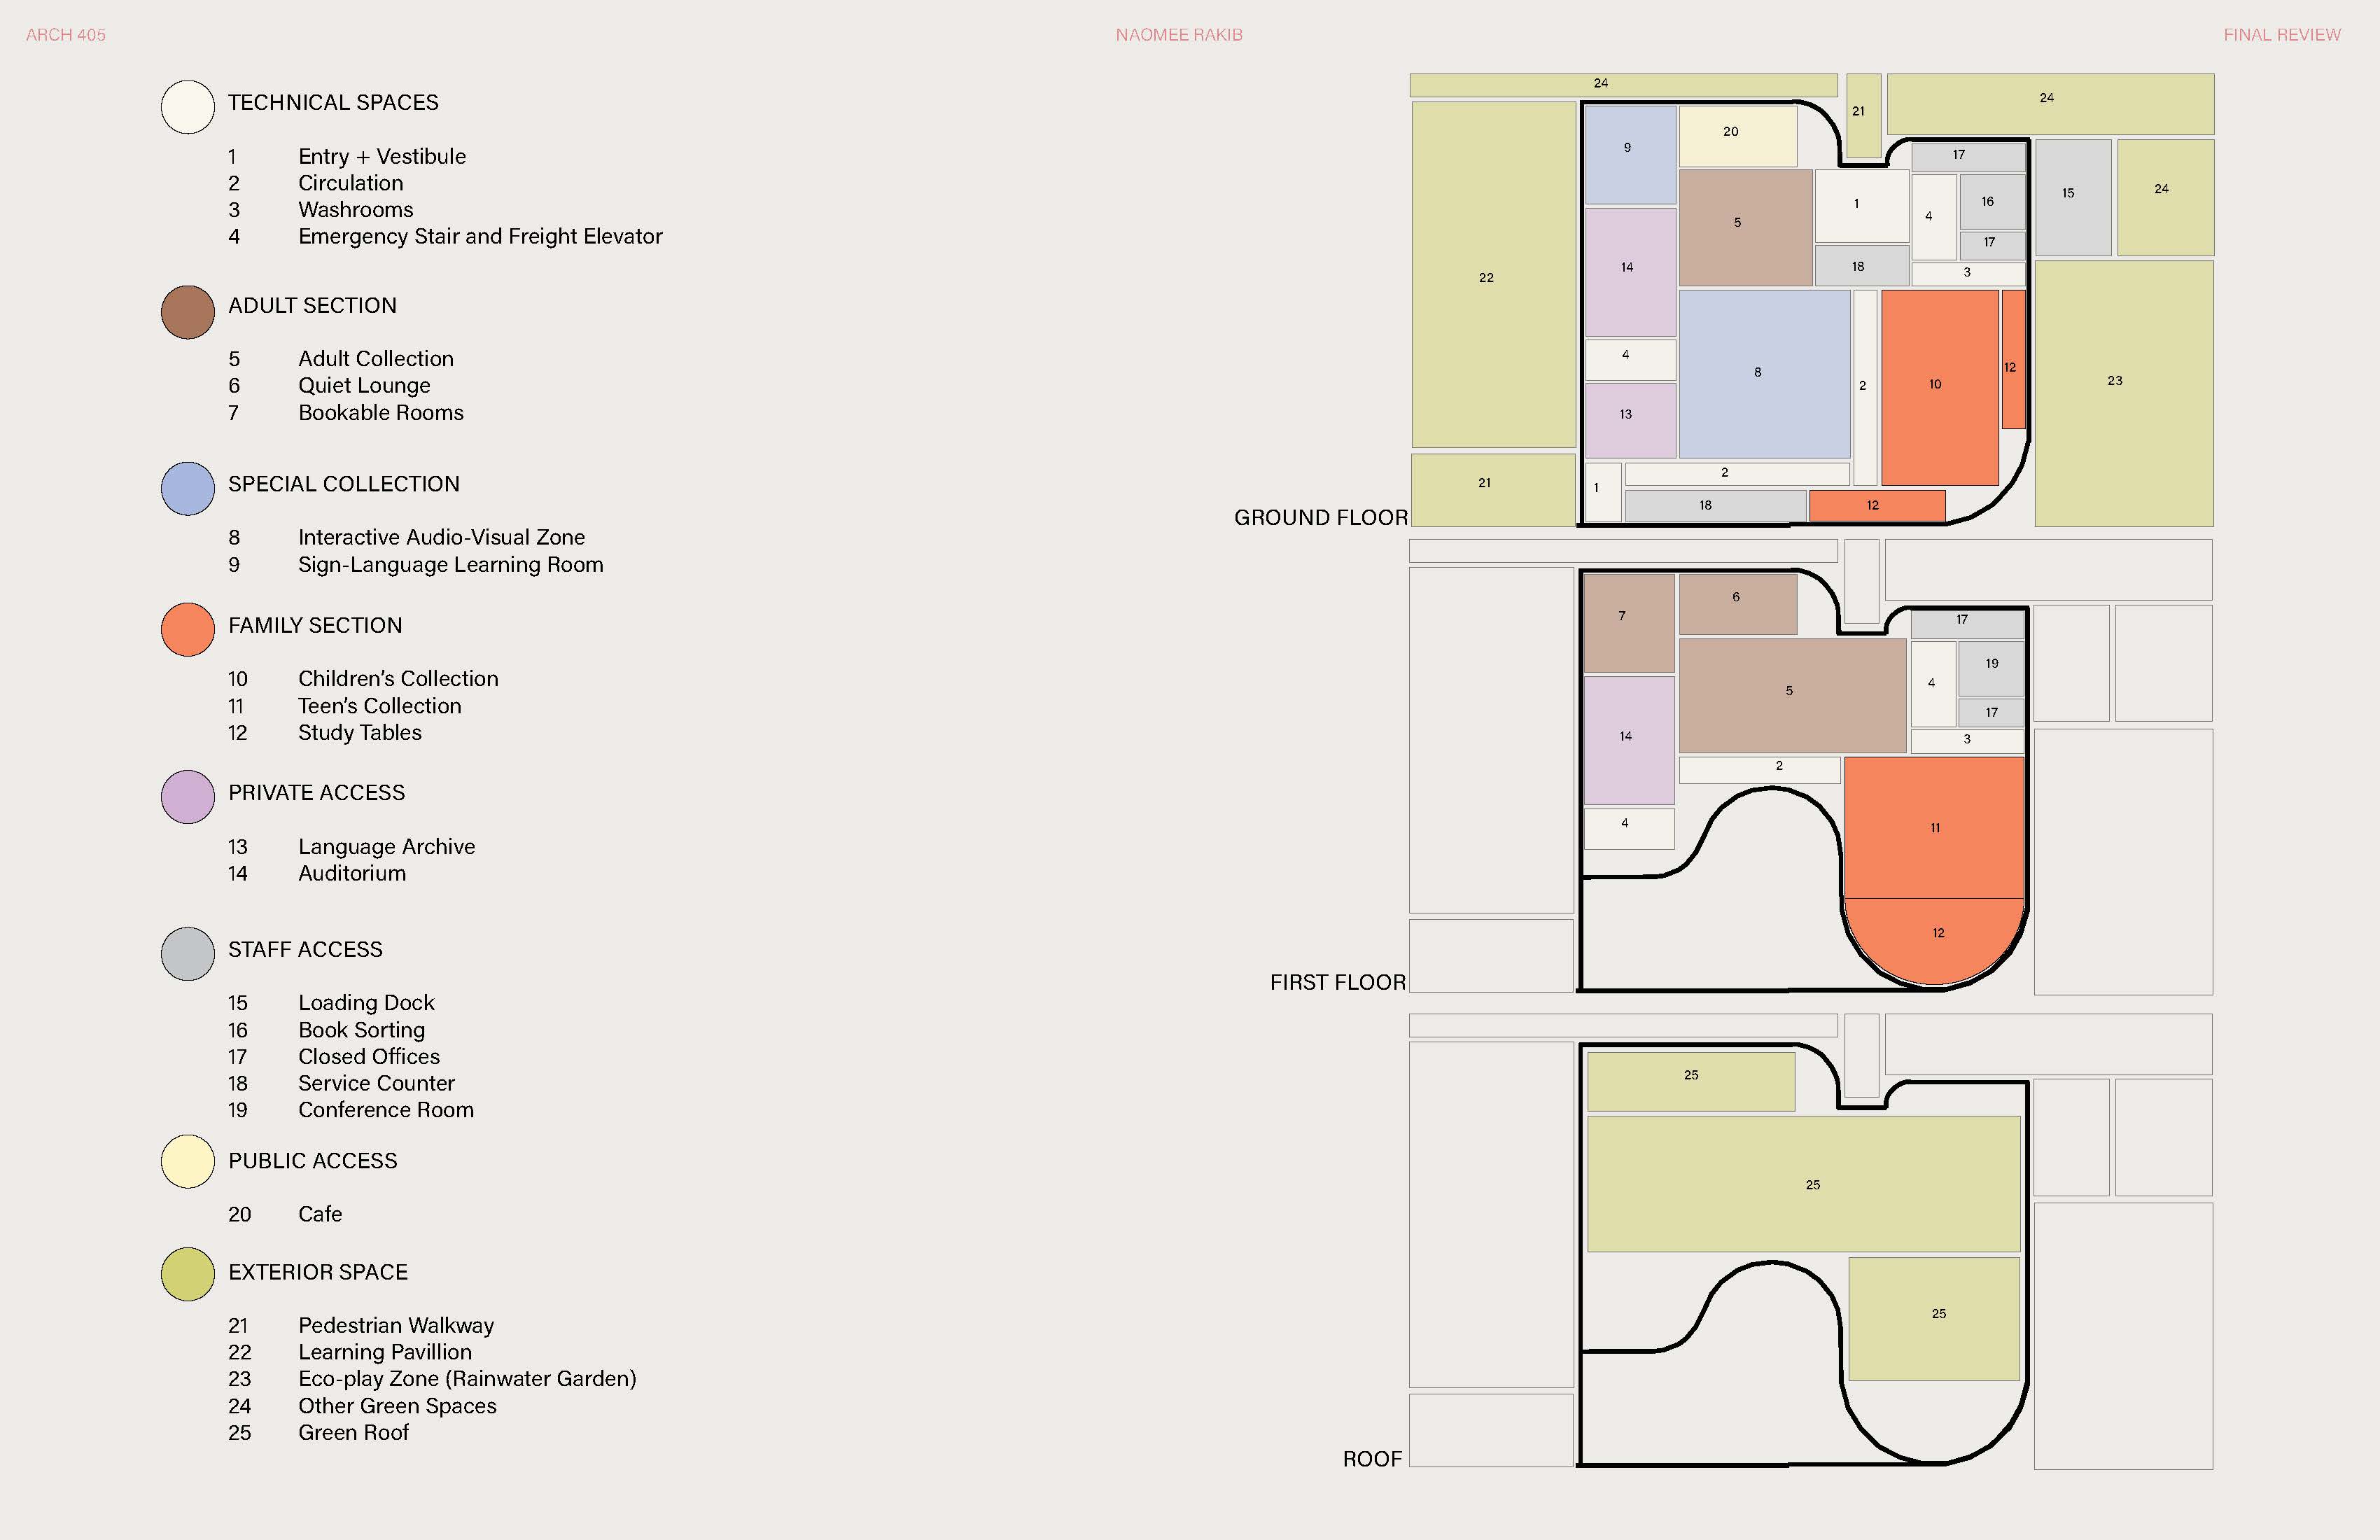 ARCH 405
NAOMEE RAKIB
FINAL REVIEW
TECHNICAL SPACES
1 Entry + Vestibule
2 Circulation
3 Washrooms
4 Emergency Stair and Freight Elevator
ADULT SECTION
5 Adult Collection
6 Quiet Lounge
7 Bookable Rooms
SPECIAL COLLECTION
8 Interactive Audio-Visual Zone
9 Sign-Language Learning Room
FAMILY SECTION
10 Children's Collection
11 Teen's Collection
12 Study Tables
PRIVATE ACCESS
13 Language Archive
14 Auditorium
STAFF ACCESS
15 Loading Dock
16 Book Sorting
17 Closed Offices
18 Service Counter
19 Conference Room
PUBLIC ACCESS
20 Cafe
EXTERIOR SPACE
21 Pedestrian Walkway
22 Learning Pavillion
23 Eco-play Zone (Rainwater Garden)
24 Other Green Spaces
25 Green Roof
24
21
24
9
20
17
5
1
4
16
15
24
17
14
18
3
22
4
8
2
10
12
23
13
2
21
1
18
12
GROUND FLOOR
7
6
17
5
4
19
17
14
3
2
4
11
12
FIRST FLOOR
25
25
25
ROOF